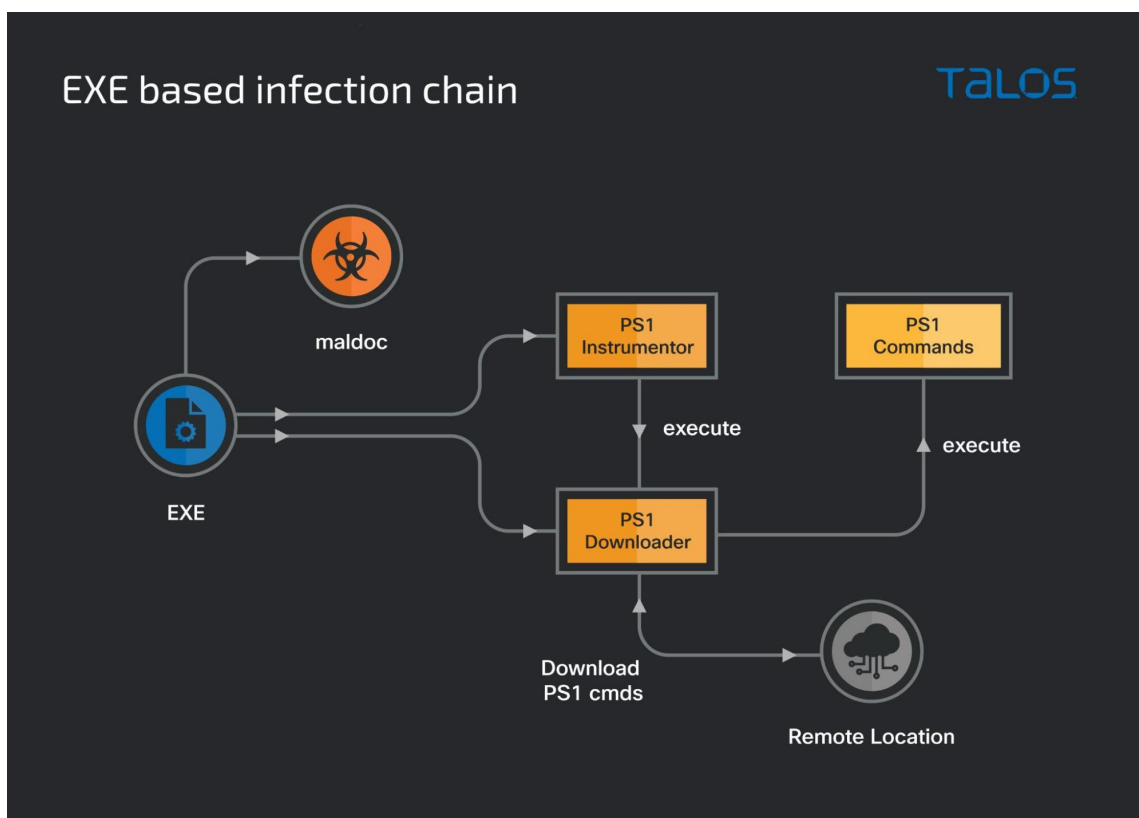 EXE based infection chain
TALOS
maldoc
PS1
Instrumentor
PS1
Commands
execute
execute
EXE
PS1
Downloader
Download
PS1 cmds
Remote Location